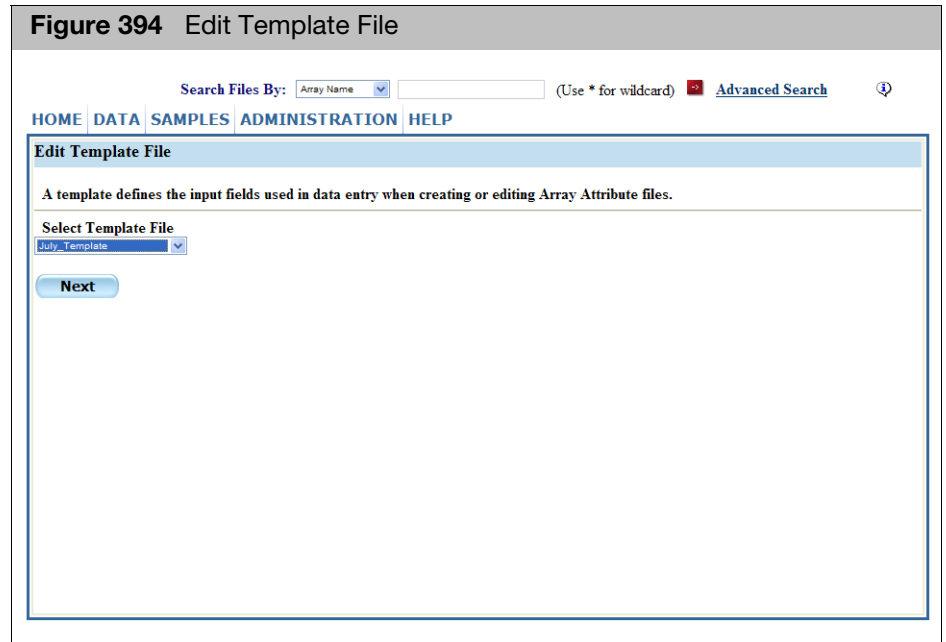 Figure 394 Edit Template File
Search Files By: Array Name (Use * for wildcard) Advanced Search
HOME DATA SAMPLES ADMINISTRATION HELP
Edit Template File
A template defines the input fields used in data entry when creating or editing Array Attribute files.
Select Template File
July_Template
Next